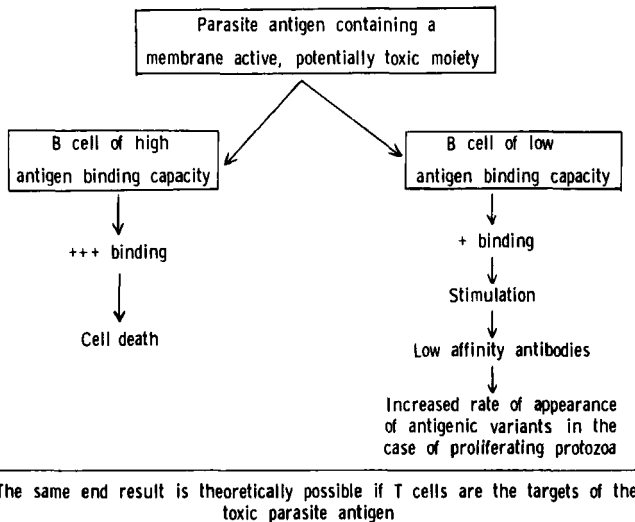 Parasite antigen containing a
membrane active, potentially toxic moiety
B cell of high
antigen binding capacity
+++ binding
Cell death
B cell of low
antigen binding capacity
+ binding
Stimulation
Low affinity antibodies
Increased rate of appearance
of antigenic variants in the
case of proliferating protozoa
The same end result is theoretically possible if T cells are the targets of the
toxic parasite antigen